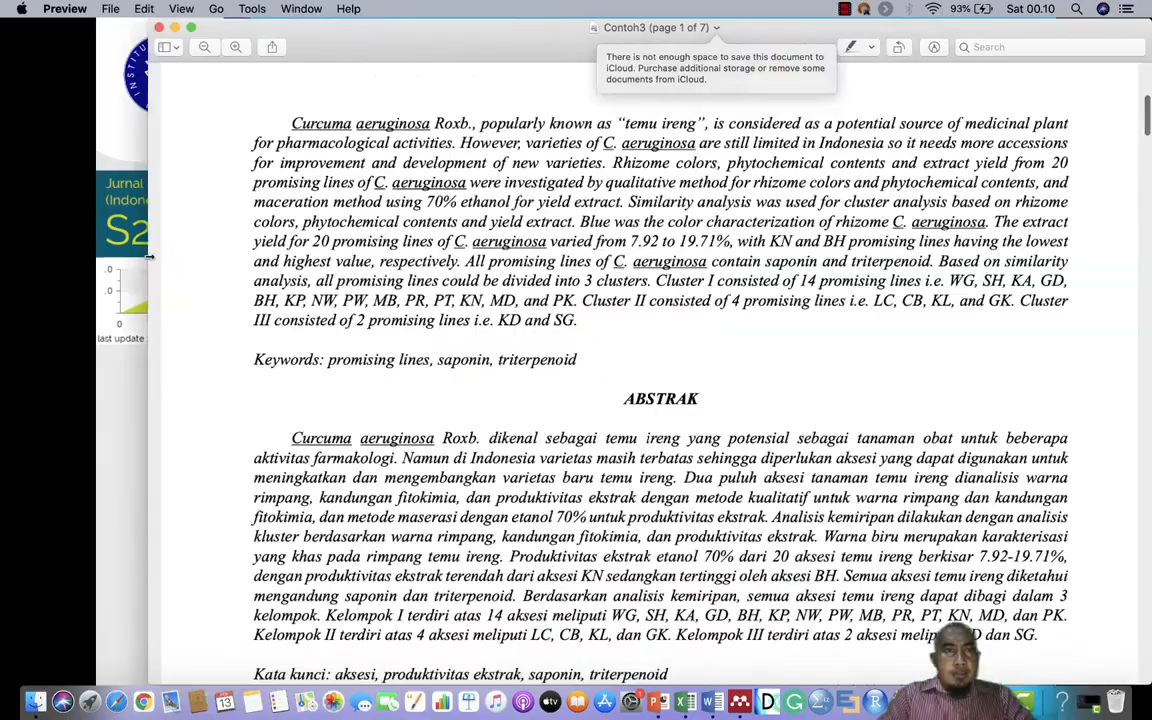 Preview File Edit View Go Tools Window Help 93% Sat 00.10
Contoh3 (page 1 of 7)
Search
There is not enough space to save this document to
iCloud. Purchase additional storage or remove some
documents from iCloud.
Jurnal
(Indone
S2
.0
.0
0
last update
Curcuma aeruginosa Roxb., popularly known as “temu ireng”, is considered as a potential source of medicinal plant
for pharmacological activities. However, varieties of C. aeruginosa are still limited in Indonesia so it needs more accessions
for improvement and development of new varieties. Rhizome colors, phytochemical contents and extract yield from 20
promising lines of C. aeruginosa were investigated by qualitative method for rhizome colors and phytochemical contents, and
maceration method using 70% ethanol for yield extract. Similarity analysis was used for cluster analysis based on rhizome
colors, phytochemical contents and yield extract. Blue was the color characterization of rhizome C. aeruginosa. The extract
yield for 20 promising lines of C. aeruginosa varied from 7.92 to 19.71%, with KN and BH promising lines having the lowest
and highest value, respectively. All promising lines of C. aeruginosa contain saponin and triterpenoid. Based on similarity
analysis, all promising lines could be divided into 3 clusters. Cluster I consisted of 14 promising lines i.e. WG, SH, KA, GD,
BH, KP, NW, PW, MB, PR, PT, KN, MD, and PK. Cluster II consisted of 4 promising lines i.e. LC, CB, KL, and GK. Cluster
III consisted of 2 promising lines i.e. KD and SG.
Keywords: promising lines, saponin, triterpenoid
ABSTRAK
Curcuma aeruginosa Roxb. dikenal sebagai temu ireng yang potensial sebagai tanaman obat untuk beberapa
aktivitas farmakologi. Namun di Indonesia varietas masih terbatas sehingga diperlukan aksesi yang dapat digunakan untuk
meningkatkan dan mengembangkan varietas baru temu ireng. Dua puluh aksesi tanaman temu ireng dianalisis warna
rimpang, kandungan fitokimia, dan produktivitas ekstrak dengan metode kualitatif untuk warna rimpang dan kandungan
fitokimia, dan metode maserasi dengan etanol 70% untuk produktivitas ekstrak. Analisis kemiripan dilakukan dengan analisis
kluster berdasarkan warna rimpang, kandungan fitokimia, dan produktivitas ekstrak. Warna biru merupakan karakterisasi
yang khas pada rimpang temu ireng. Produktivitas ekstrak etanol 70% dari 20 aksesi temu ireng berkisar 7.92-19.71%,
dengan produktivitas ekstrak terendah dari aksesi KN sedangkan tertinggi oleh aksesi BH. Semua aksesi temu ireng diketahui
mengandung saponin dan triterpenoid. Berdasarkan analisis kemiripan, semua aksesi temu ireng dapat dibagi dalam 3
kelompok. Kelompok I terdiri atas 14 aksesi meliputi WG, SH, KA, GD, BH, KP, NW, PW, MB, PR, PT, KN, MD, dan PK.
Kelompok II terdiri atas 4 aksesi meliputi LC, CB, KL, dan GK. Kelompok III terdiri atas 2 aksesi dan SG.
Kata kunci: aksesi, produktivitas ekstrak, saponin, triterpenoid